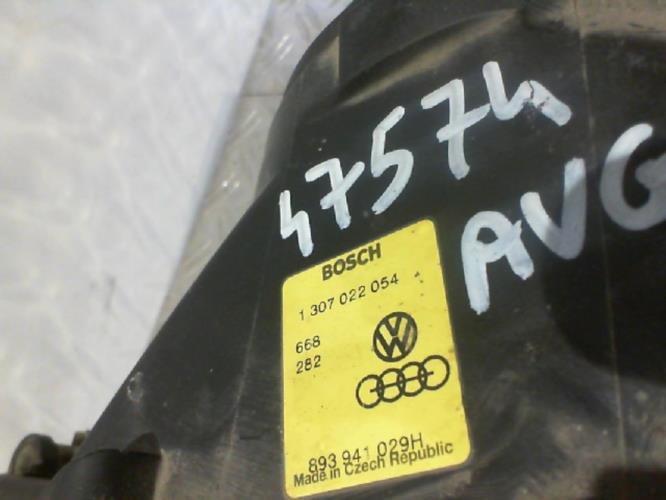 47574
AVG
BOSCH
1 307 022 054
668
282
893 941 029H
Made in Czech Republic